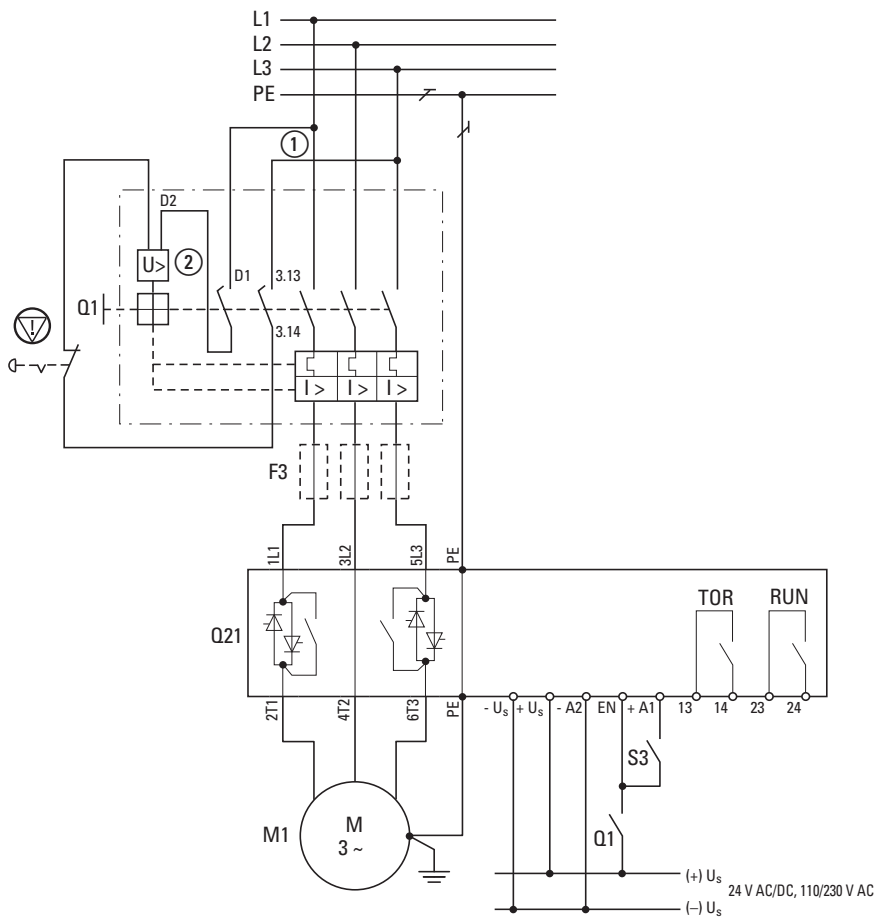 L1
L2
L3
PE
1
D2
U>
2
D1
3.13
Q1
3.14
!
I > I > I >
F3
1L1
3L2
5L3
PE
TOR
RUN
Q21
2T1
4T2
6T3
PE
- Us
+ Us
- A2
EN
+ A1
13
14
23
24
S3
M1
M
3 ~
Q1
(+) Us
24 V AC/DC, 110/230 V AC
(–) Us